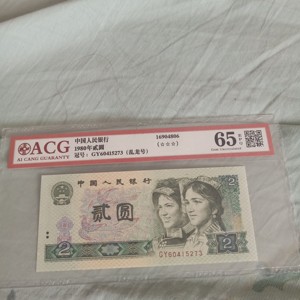 ACG
AI CANG GUARANTY
中国人民银行
1980年贰圆
冠号：GY60415273（乱龙号）
16904806
(☆☆☆)
65
中国人民银行
贰圆
2
2
GY60415273